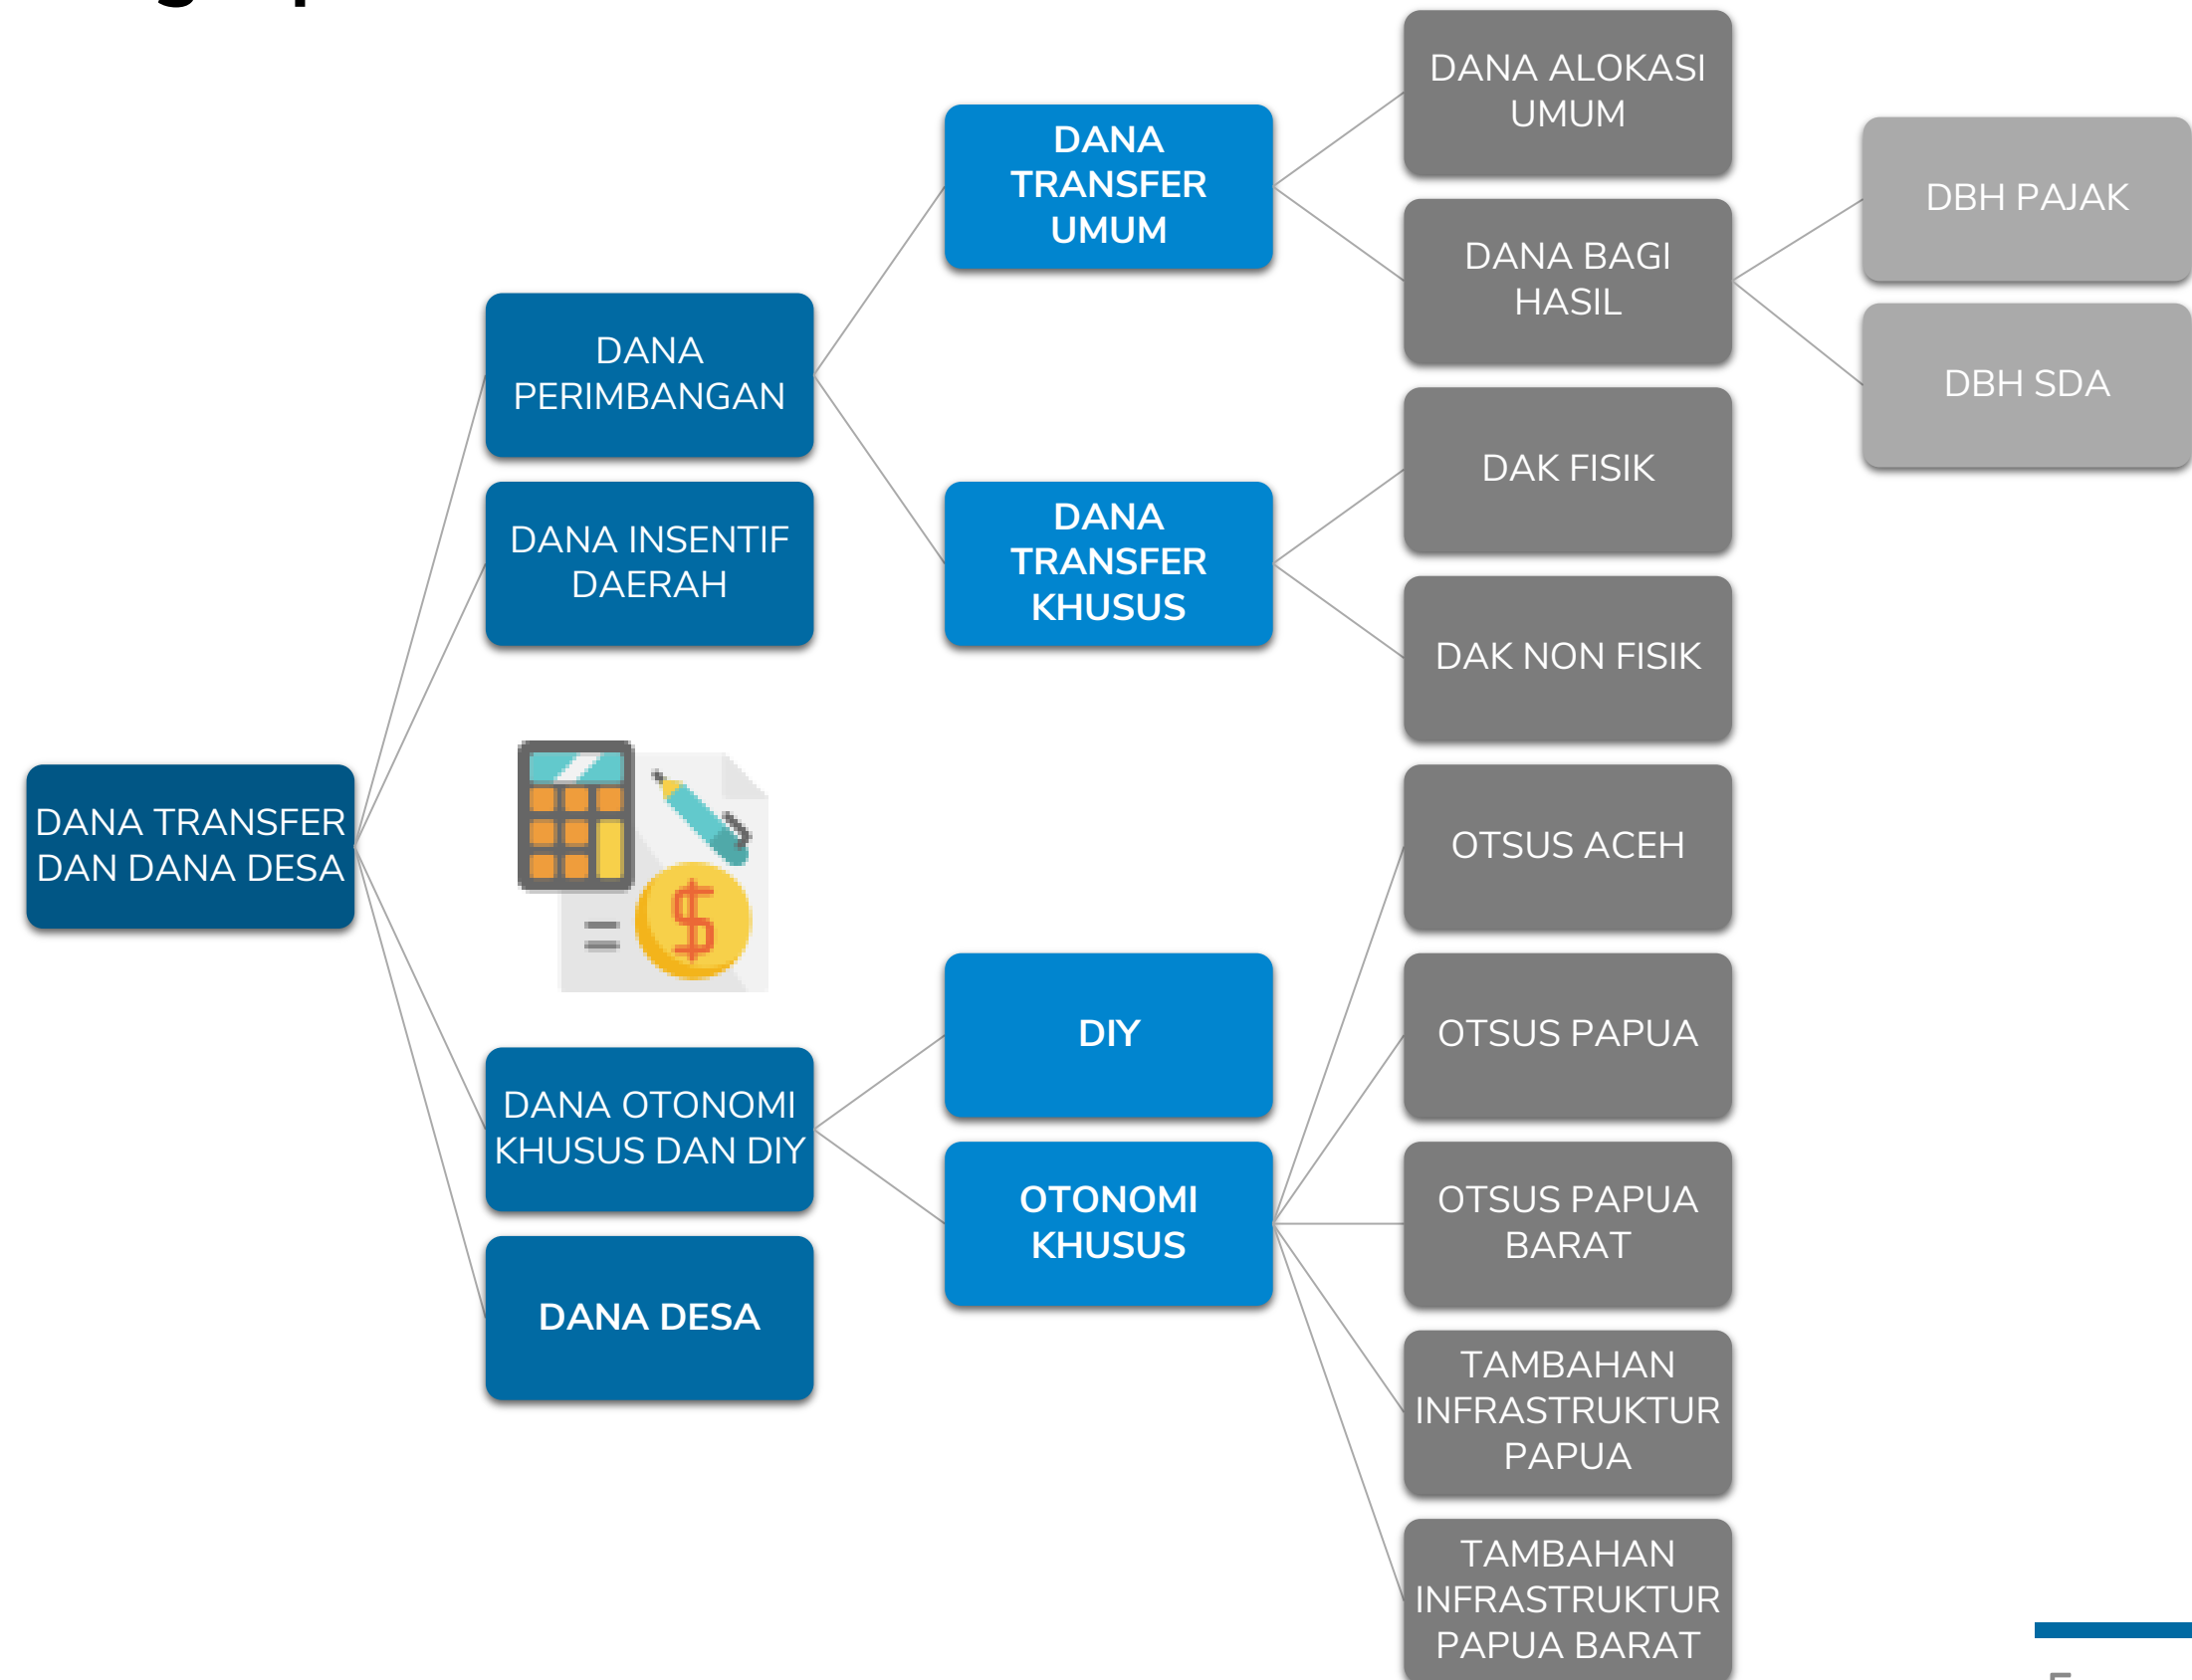 DANA TRANSFER
DAN DANA DESA
DANA
PERIMBANGAN
DANA INSENTIF
DAERAH
DANA OTONOMI
KHUSUS DAN DIY
DANA DESA
DANA
TRANSFER
UMUM
DANA
TRANSFER
KHUSUS
DIY
OTONOMI
KHUSUS
DANA ALOKASI
UMUM
DANA BAGI
HASIL
DAK FISIK
DAK NON FISIK
OTSUS ACEH
OTSUS PAPUA
OTSUS PAPUA
BARAT
TAMBAHAN
INFRASTRUKTUR
PAPUA
TAMBAHAN
INFRASTRUKTUR
PAPUA BARAT
DBH PAJAK
DBH SDA
$
=